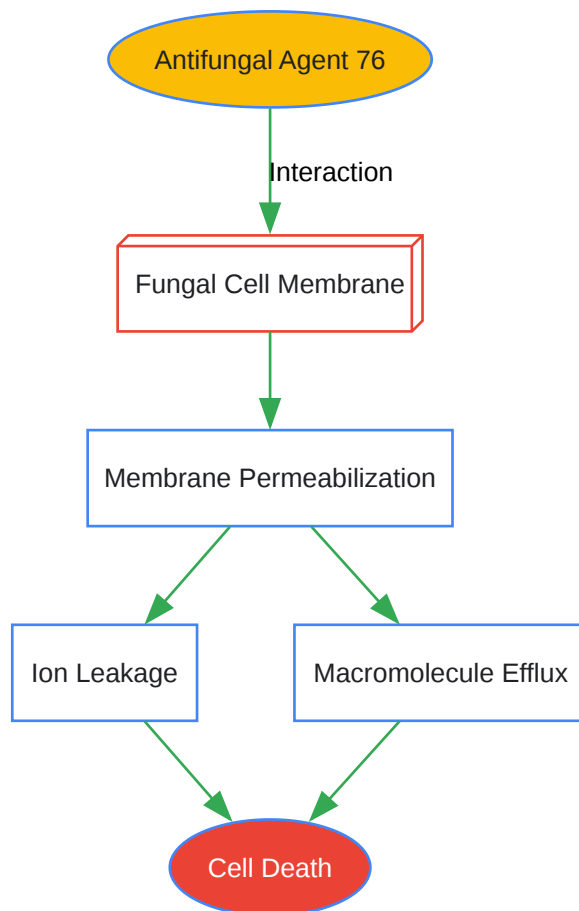 Antifungal Agent 76
Interaction
Fungal Cell Membrane
Membrane Permeabilization
Ion Leakage
Macromolecule Efflux
Cell Death